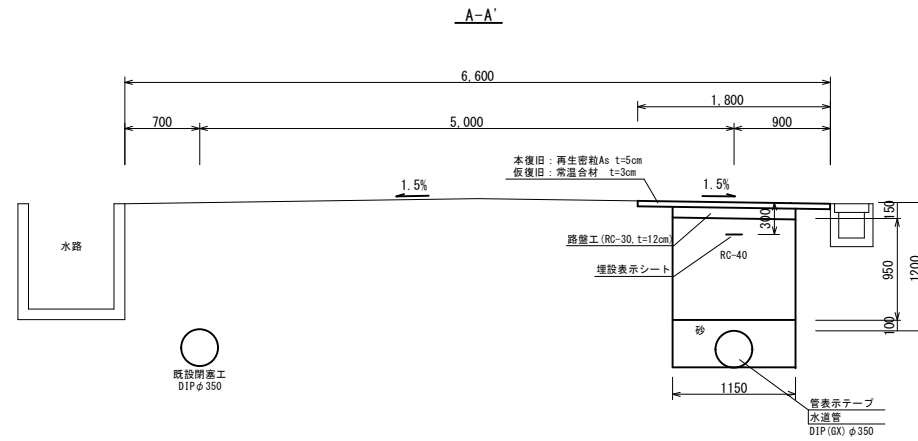 A-A'
6,600
1,800
700
5,000
900
本復旧：再生密粒As t=5cm
仮復旧：常温合材 t=3cm
1.5%
1.5%
150
300
水路
路盤工(RC-30,t=12cm)
RC-40
埋設表示シート
950
1200
100
砂
既設閉塞工
DIPφ350
1150
管表示テープ
水道管
DIP(GX)φ350